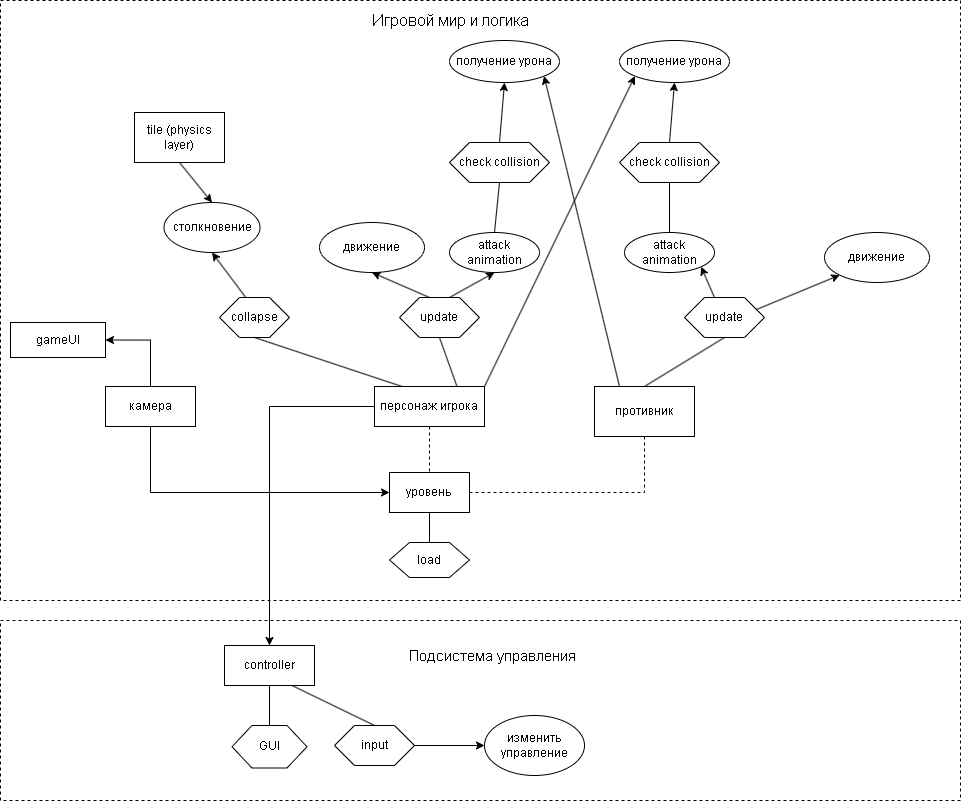 Игровой мир и логика
получение урона
получение урона
tile (physics
layer)
check collision
check collision
столкновение
движение
attack
animation
attack
animation
движение
collapse
update
update
gameUI
камера
персонаж игрока
противник
уровень
load
Подсистема управления
controller
GUI
input
изменить
управление